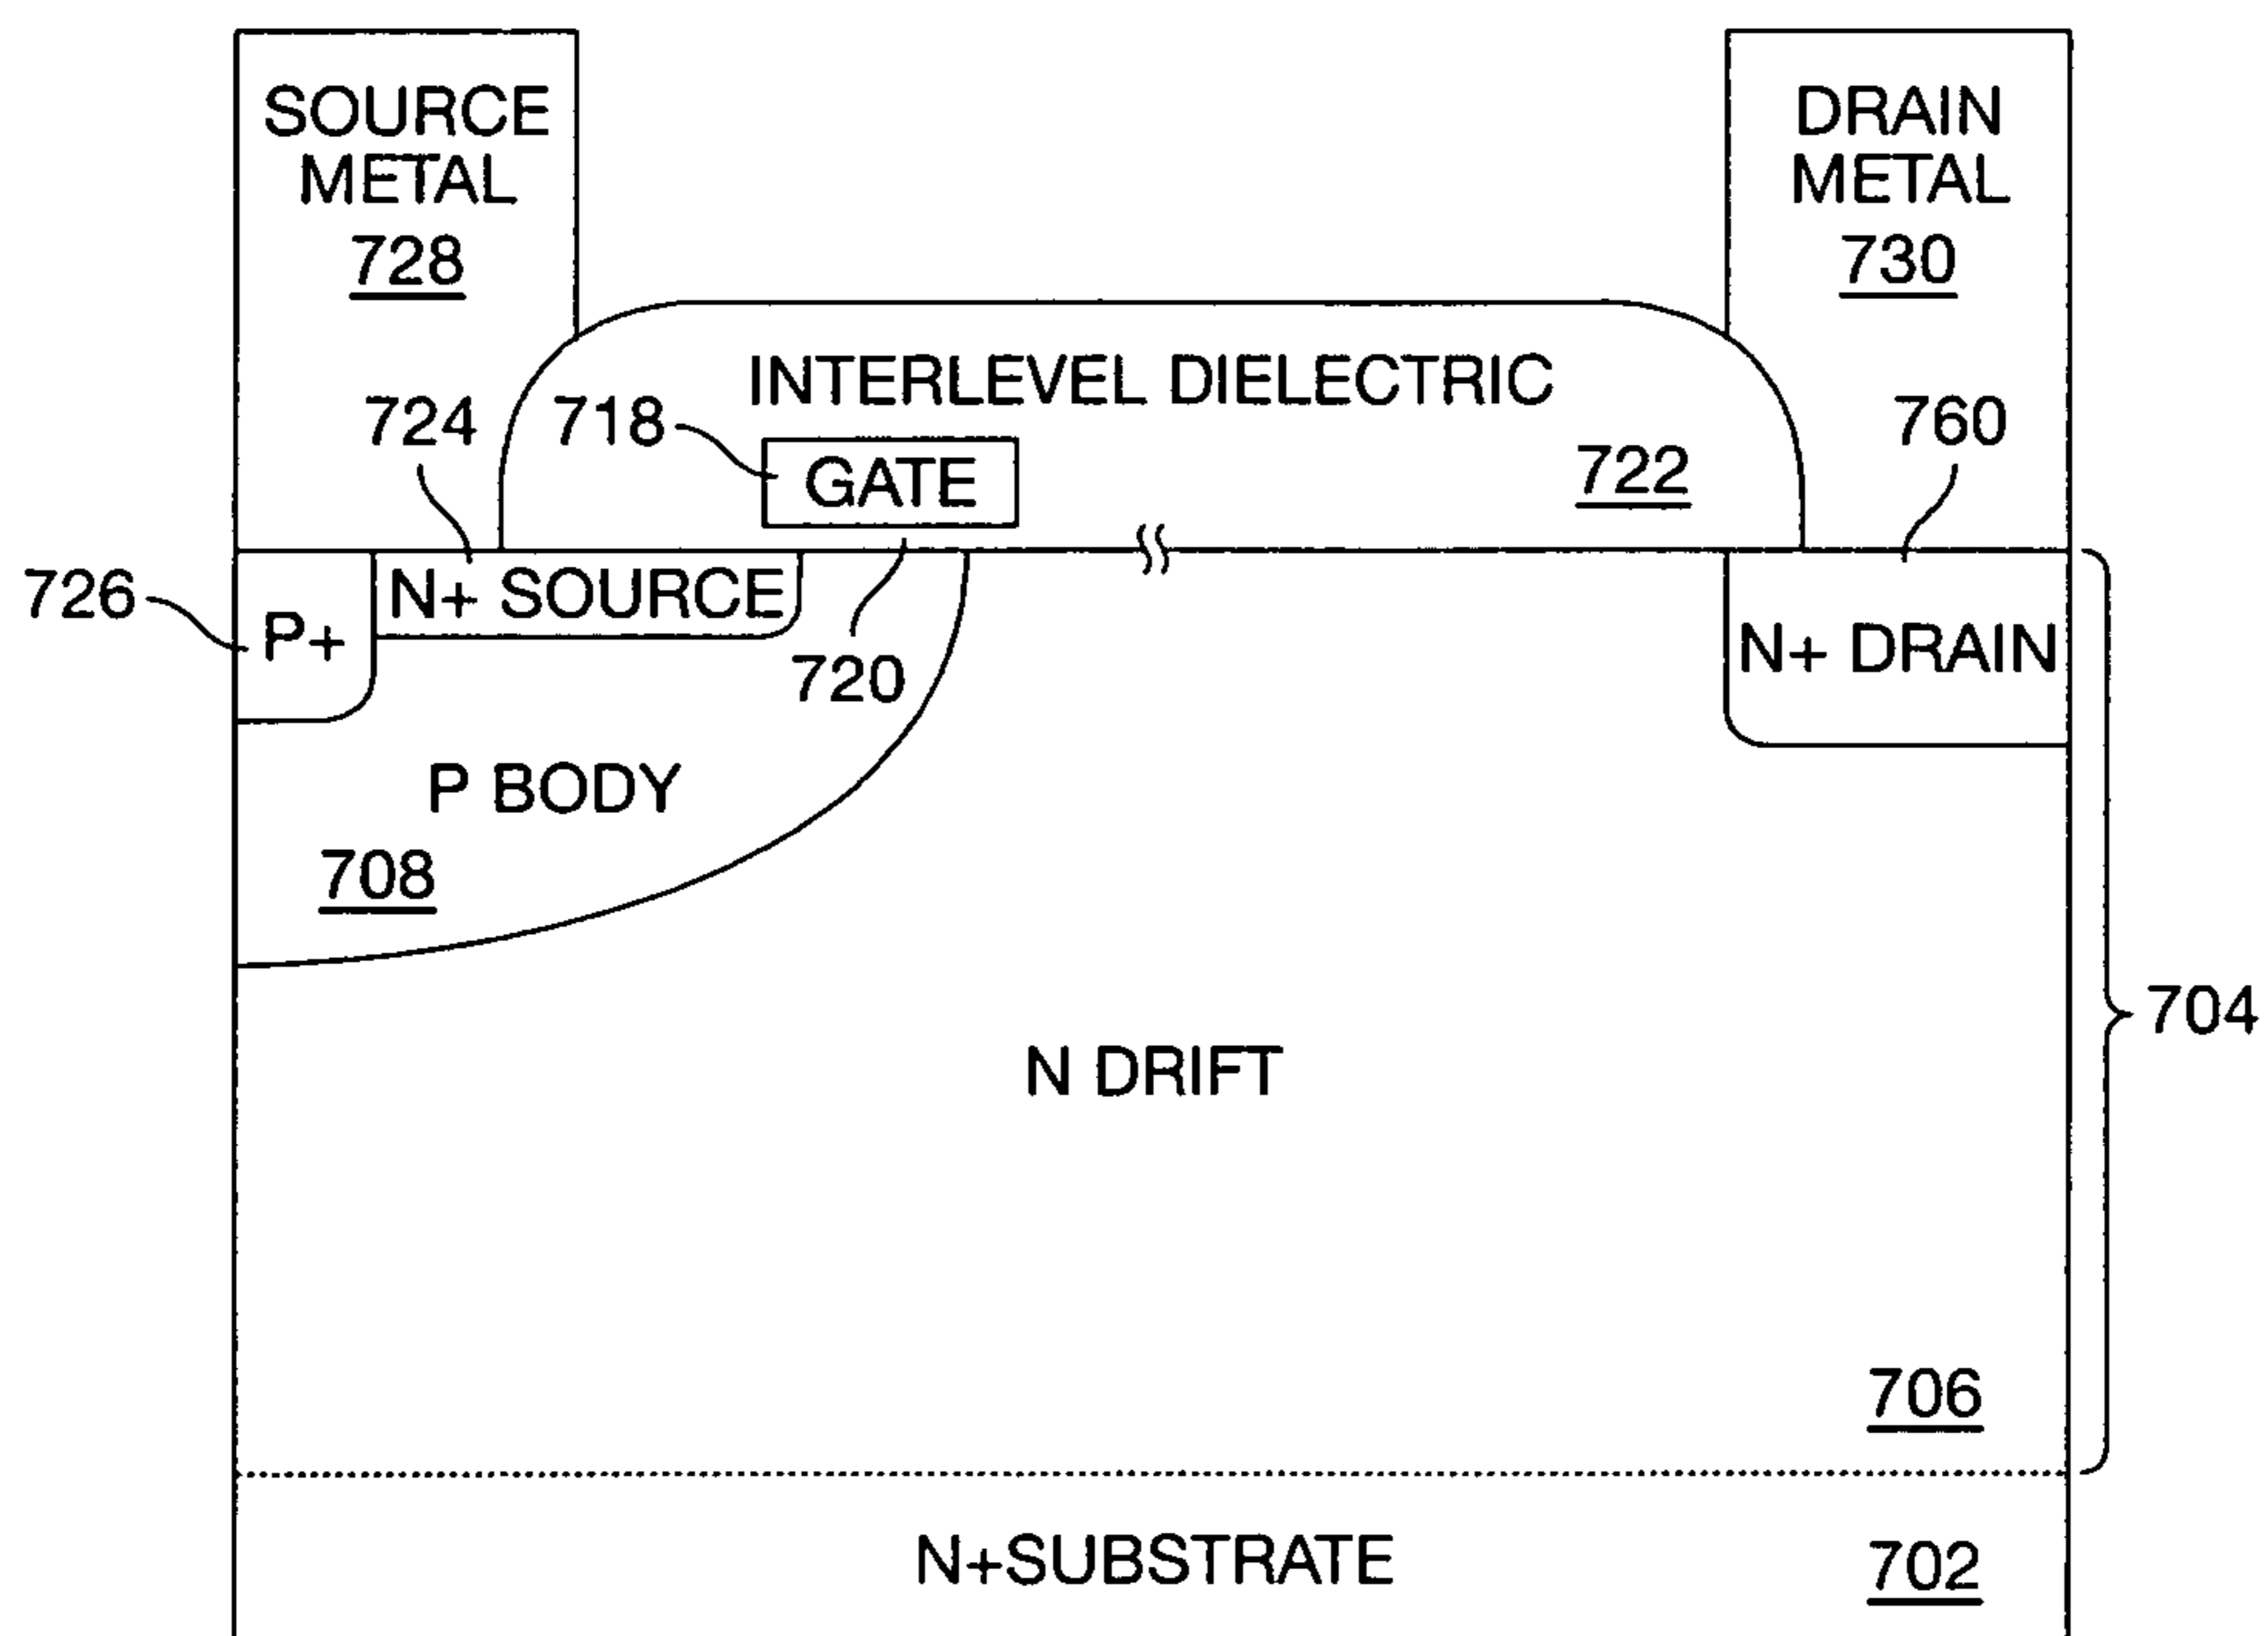 SOURCE
METAL
728
DRAIN
METAL
730
INTERLEVEL DIELECTRIC
724
718
GATE
722
760
726
P+
N+ SOURCE
720
N+ DRAIN
P BODY
708
704
N DRIFT
706
N+SUBSTRATE
702